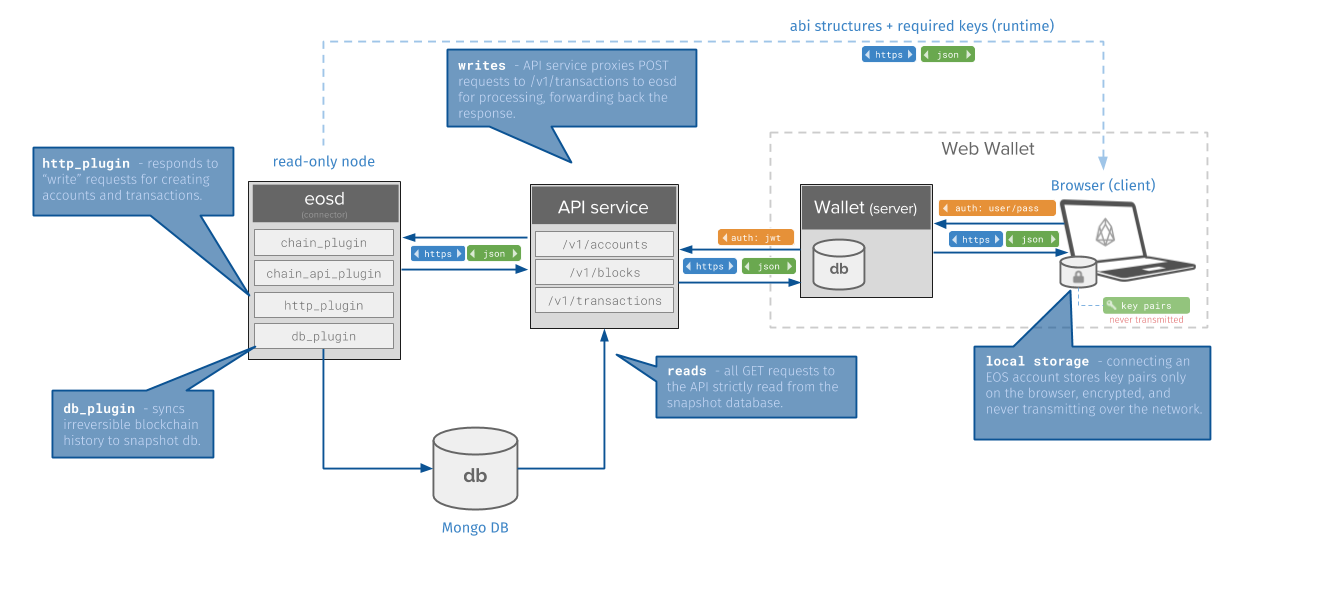 abi structures + required keys (runtime)
https
json
writes - API service proxies POST
requests to /v1/transactions to eosd
for processing, forwarding back the
response.
http_plugin - responds to
“write” requests for creating
accounts and transactions.
read-only node
eosd
(connector)
chain_plugin
chain_api_plugin
http_plugin
db_plugin
https
json
API service
/v1/accounts
/v1/blocks
/v1/transactions
auth: jwt
https
json
Web Wallet
Wallet (server)
db
Browser (client)
auth: user/pass
https
json
key pairs
never transmitted
local storage - connecting an
EOS account stores key pairs only
on the browser, encrypted, and
never transmitting over the network.
reads - all GET requests to
the API strictly read from the
snapshot database.
db_plugin - syncs
irreversible blockchain
history to snapshot db.
db
Mongo DB